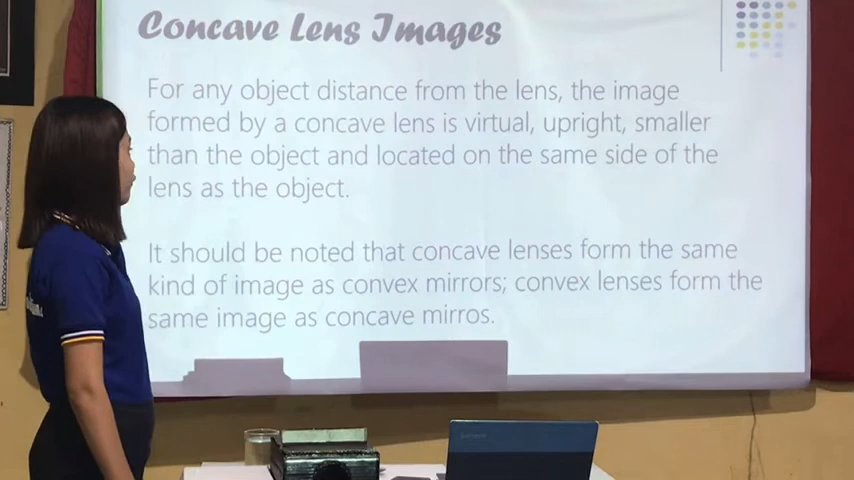 Concave Lens Images
For any object distance from the lens, the image
formed by a concave lens is virtual, upright, smaller
than the object and located on the same side of the
lens as the object.
It should be noted that concave lenses form the same
kind of image as convex mirrors; convex lenses form the
same image as concave mirros.